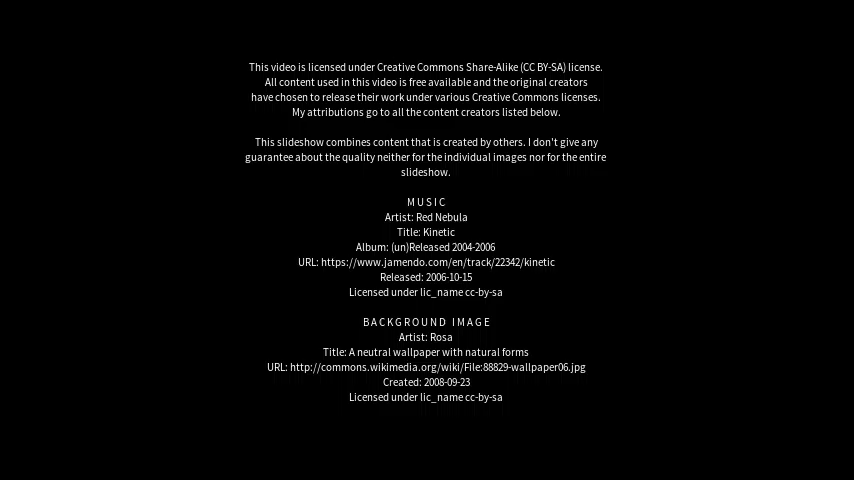 This video is licensed under Creative Commons Share-Alike (CC BY-SA) license.
All content used in this video is free available and the original creators
have chosen to release their work under various Creative Commons licenses.
My attributions go to all the content creators listed below.
This slideshow combines content that is created by others. I don't give any
guarantee about the quality neither for the individual images nor for the entire
slideshow.
MUSIC
Artist: Red Nebula
Title: Kinetic
Album: (un)Released 2004-2006
URL: https://www.jamendo.com/en/track/22342/kinetic
Released: 2006-10-15
Licensed under lic_name cc-by-sa
BACKGROUND IMAGE
Artist: Rosa
Title: A neutral wallpaper with natural forms
URL: http://commons.wikimedia.org/wiki/File:88829-wallpaper06.jpg
Created: 2008-09-23
Licensed under lic_name cc-by-sa